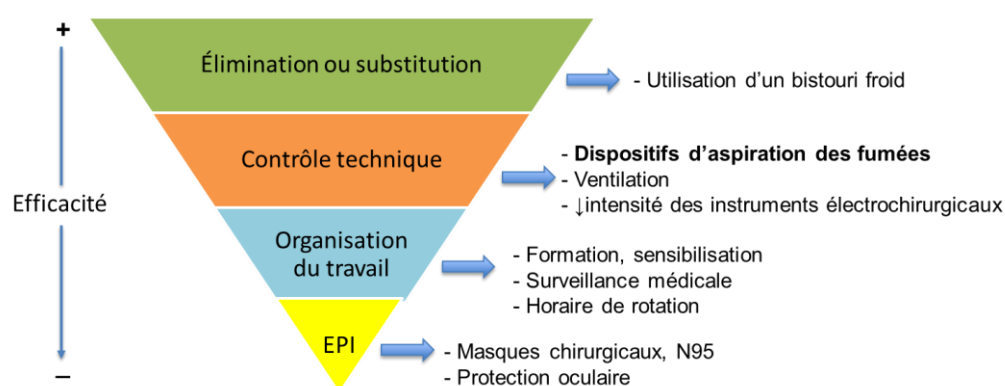 +
Efficacité
–
Élimination ou substitution
- Utilisation d'un bistouri froid
Contrôle technique
- Dispositifs d'aspiration des fumées
- Ventilation
- ↓intensité des instruments électrochirurgicaux
Organisation
du travail
- Formation, sensibilisation
- Surveillance médicale
- Horaire de rotation
EPI
- Masques chirurgicaux, N95
- Protection oculaire